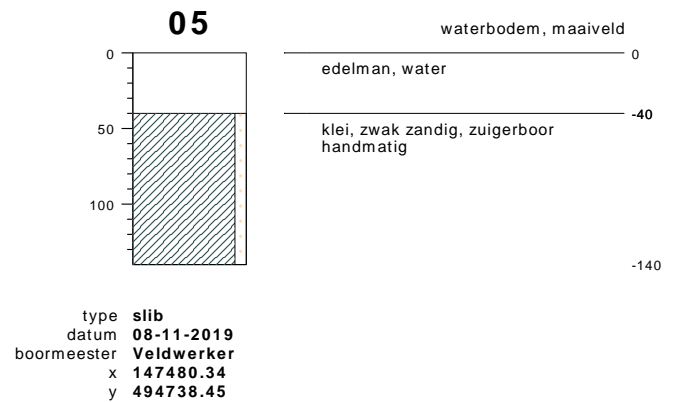 05
waterbodem, maaiveld
0
0
edelman, water
-40
50
klei, zwak zandig, zuigerboor
handmatig
100
-140
type slib
datum 08-11-2019
boormeester Veldwerker
x 147480.34
y 494738.45